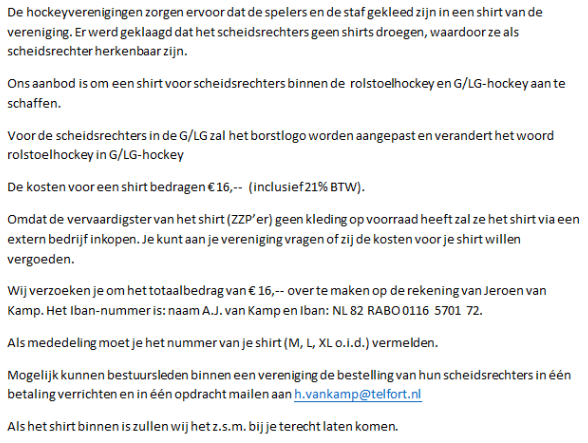 De hockeyverenigingen zorgen ervoor dat de spelers en de staf gekleed zijn in een shirt van de
vereniging. Er werd geklaagd dat het scheidsrechters geen shirts droegen, waardoor ze als
scheidsrechter herkenbaar zijn.
Ons aanbod is om een shirt voor scheidsrechters binnen de rolstoelhockey en G/LG-hockey aan te
schaffen.
Voor de scheidsrechters in de G/LG zal het borstlogo worden aangepast en verandert het woord
rolstoelhockey in G/LG-hockey
De kosten voor een shirt bedragen € 16,-- (inclusief 21% BTW).
Omdat de vervaardigster van het shirt (ZZP’er) geen kleding op voorraad heeft zal ze het shirt via een
extern bedrijf inkopen. Je kunt aan je vereniging vragen of zij de kosten voor je shirt willen
vergoeden.
Wij verzoeken je om het totaalbedrag van € 16,-- over te maken op de rekening van Jeroen van
Kamp. Het Iban-nummer is: naam A.J. van Kamp en Iban: NL 82 RABO 0116 5701 72.
Als mededeling moet je het nummer van je shirt (M, L, XL o.i.d.) vermelden.
Mogelijk kunnen bestuursleden binnen een vereniging de bestelling van hun scheidsrechters in één
betaling verrichten en in één opdracht mailen aan h.vankamp@telfort.nl
Als het shirt binnen is zullen wij het z.s.m. bij je terecht laten komen.